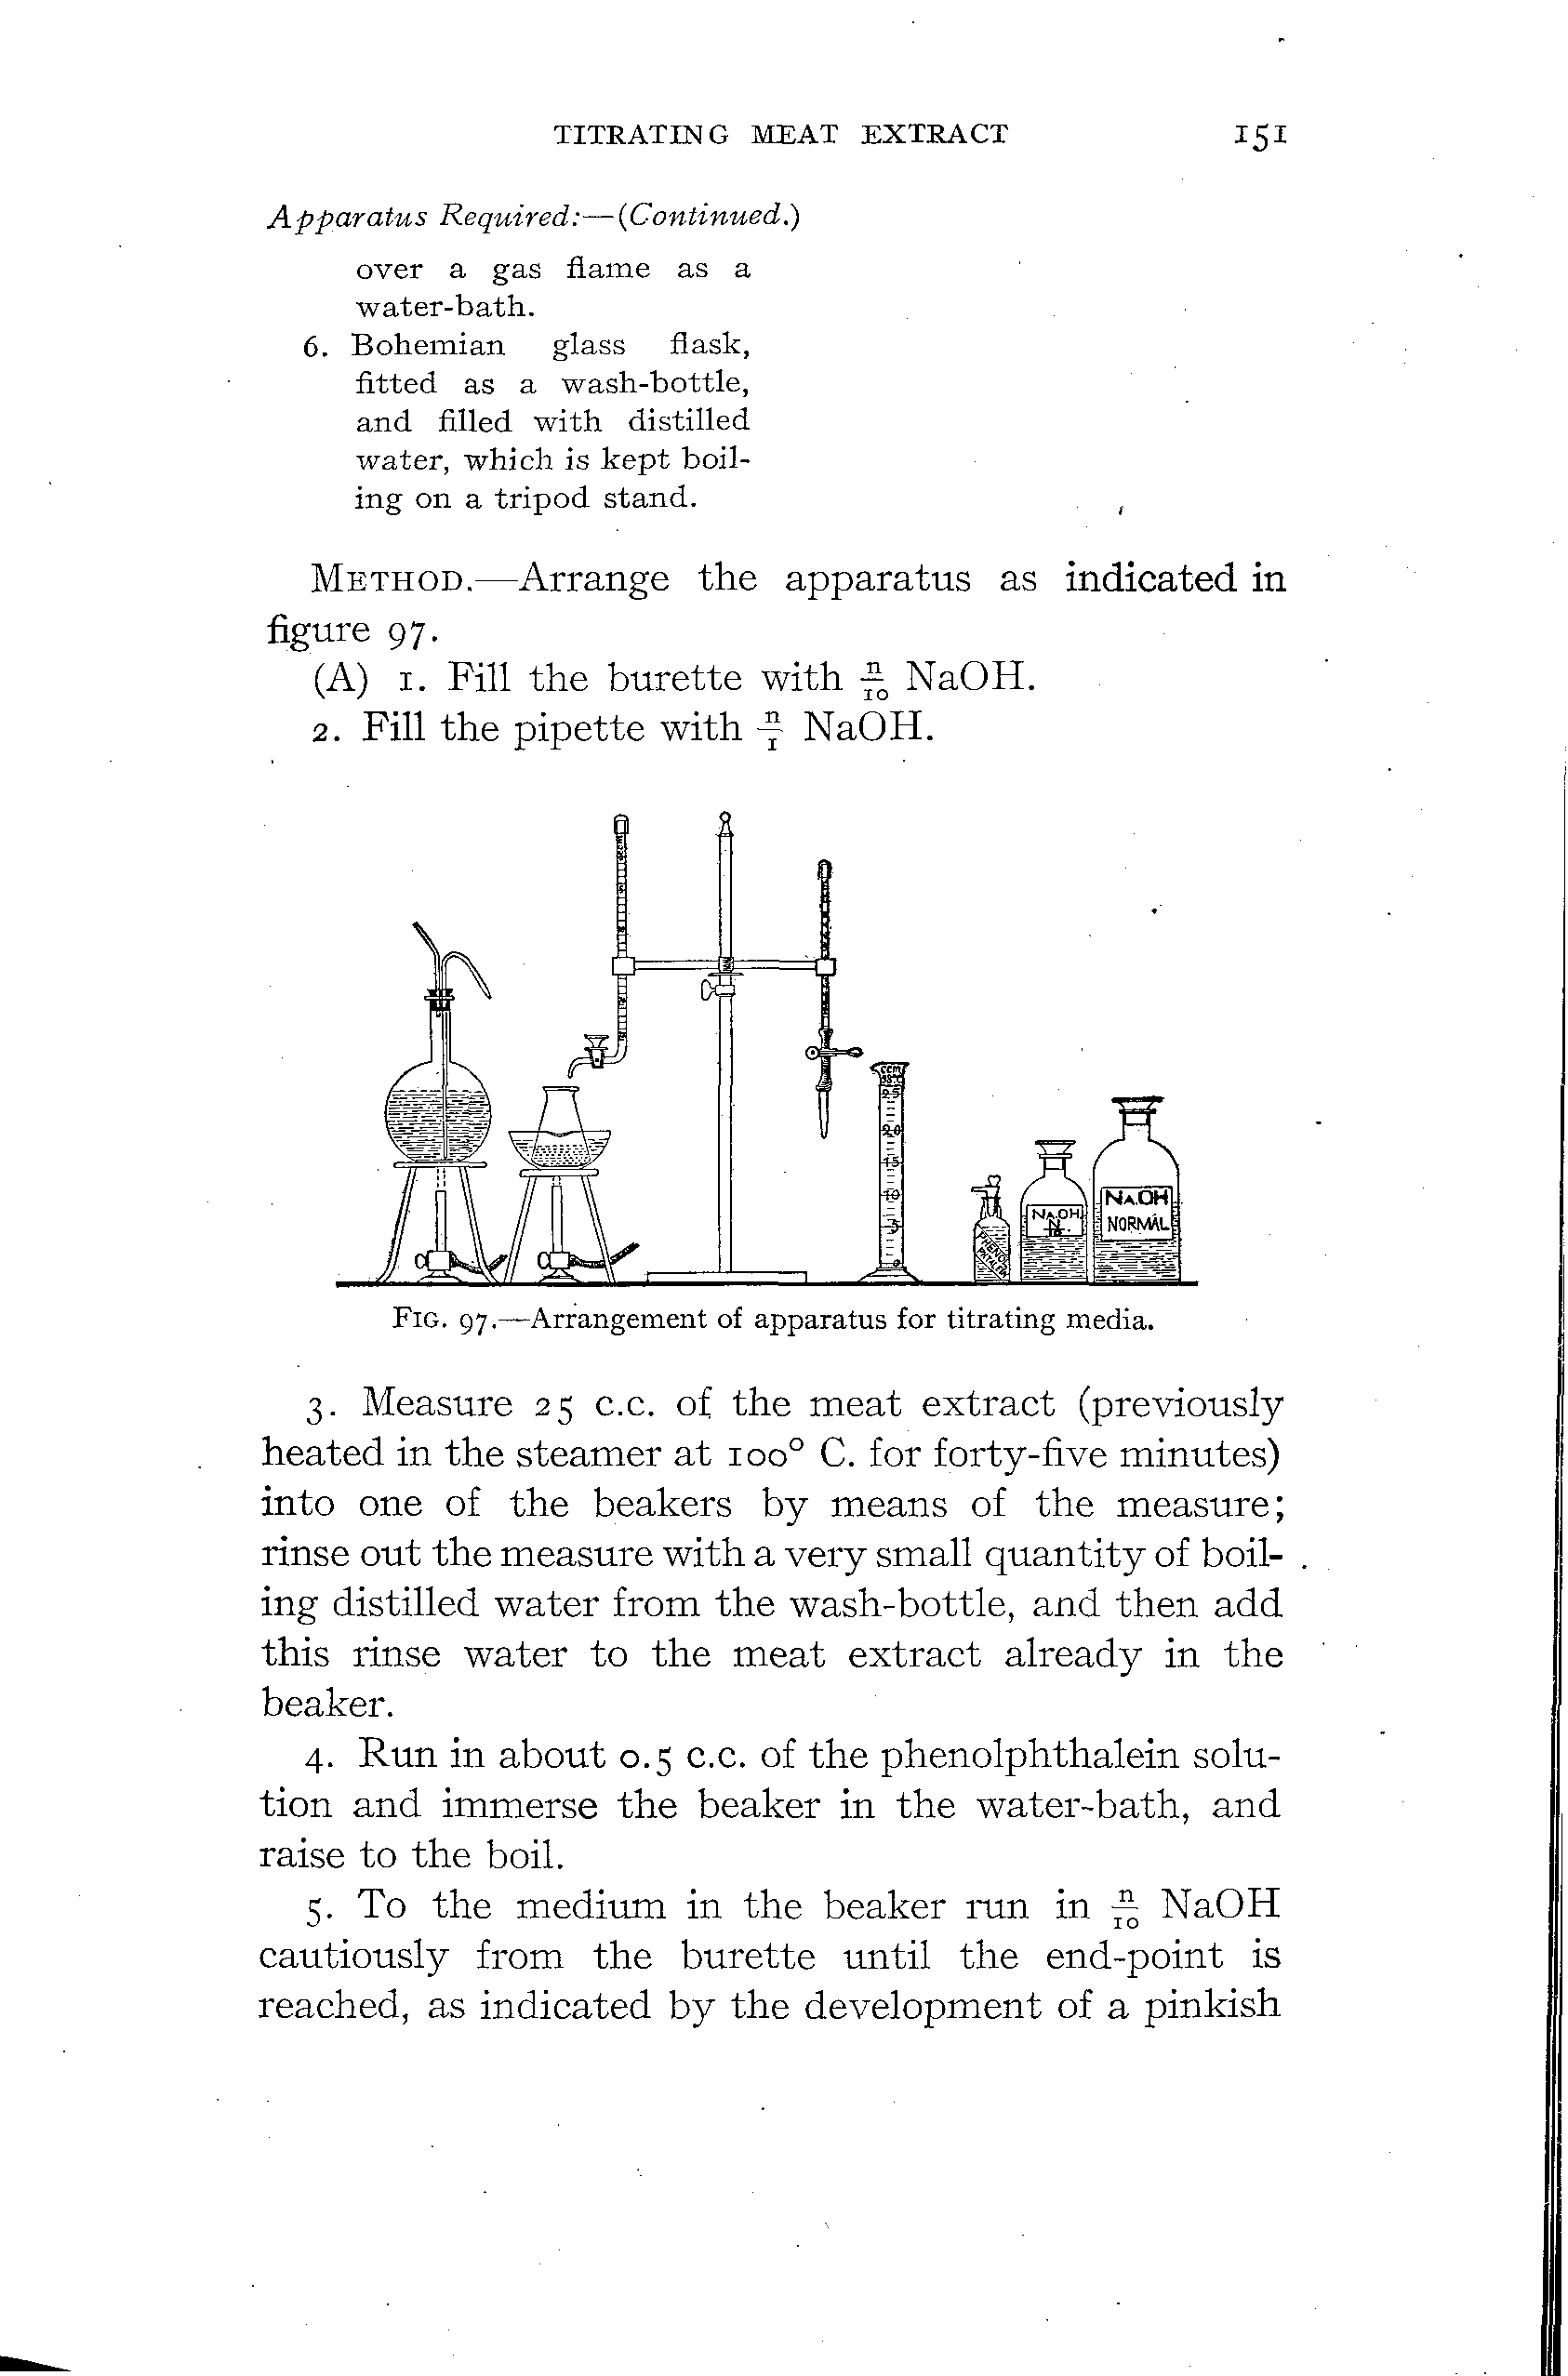 TITRATING MEAT EXTRACT 151
Apparatus Required:—(Continued.)
over a gas flame as a
water-bath.
6. Bohemian glass flask,
fitted as a wash-bottle,
and filled with distilled
water, which is kept boil-
ing on a tripod stand.
METHOD.—Arrange the apparatus as indicated in
figure 97.
(A) 1. Fill the burette with n/10 NaOH.
2. Fill the pipette with n/1 NaOH.
CCM
25
20
15
10
5
0
PHENOL
PTALEIN
NAOH
N/10.
NAOH
NORMAL
FIG. 97.—Arrangement of apparatus for titrating media.
3. Measure 25 c.c. of the meat extract (previously
heated in the steamer at 100° C. for forty-five minutes)
into one of the beakers by means of the measure;
rinse out the measure with a very small quantity of boil-
ing distilled water from the wash-bottle, and then add
this rinse water to the meat extract already in the
beaker.
4. Run in about 0.5 c.c. of the phenolphthalein solu-
tion and immerse the beaker in the water-bath, and
raise to the boil.
5. To the medium in the beaker run in n/10 NaOH
cautiously from the burette until the end-point is
reached, as indicated by the development of a pinkish